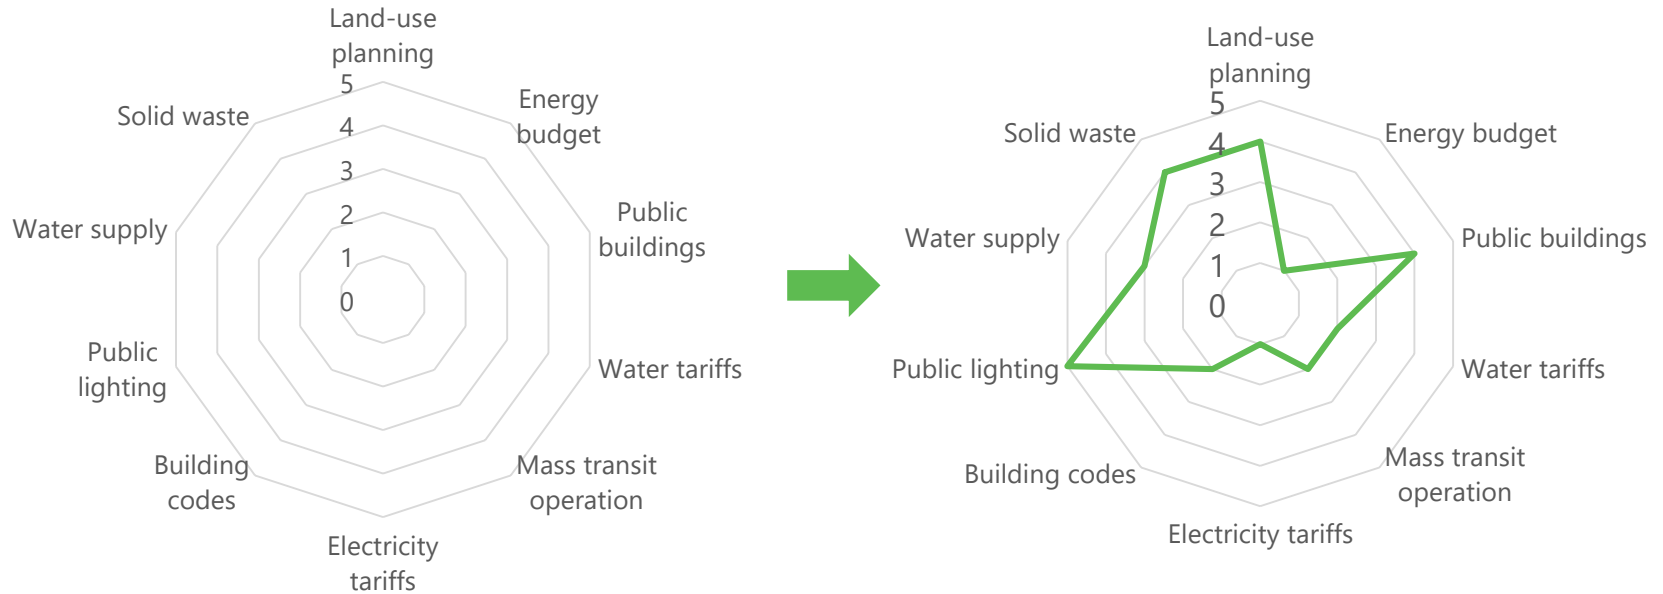 Land-use
planning
5
Energy
budget
Solid waste
4
3
Public
buildings
2
Water supply
1
0
Public
lighting
Water tariffs
Building
codes
Mass transit
operation
Electricity
tariffs
Land-use
planning
5
Solid waste
Energy budget
4
3
2
Water supply
Public buildings
1
0
Public lighting
Water tariffs
Building codes
Mass transit
operation
Electricity tariffs